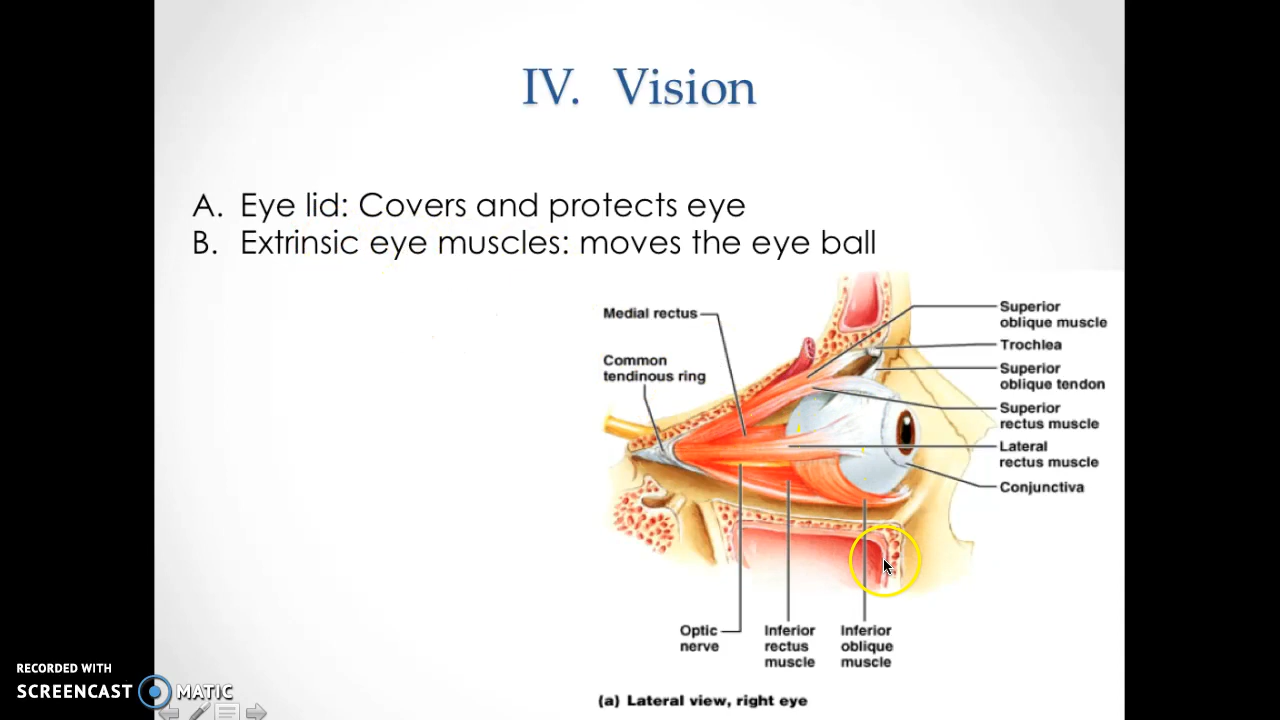 IV. Vision
A. Eye lid: Covers and protects eye
B. Extrinsic eye muscles: moves the eye ball
Medial rectus
Common
tendinous ring
Superior
oblique muscle
Trochlea
Superior
oblique tendon
Superior
rectus muscle
Lateral
rectus muscle
Conjunctiva
Optic
nerve
Inferior
rectus
muscle
Inferior
oblique
muscle
(a) Lateral view, right eye
RECORDED WITH
SCREENCAST MATIC